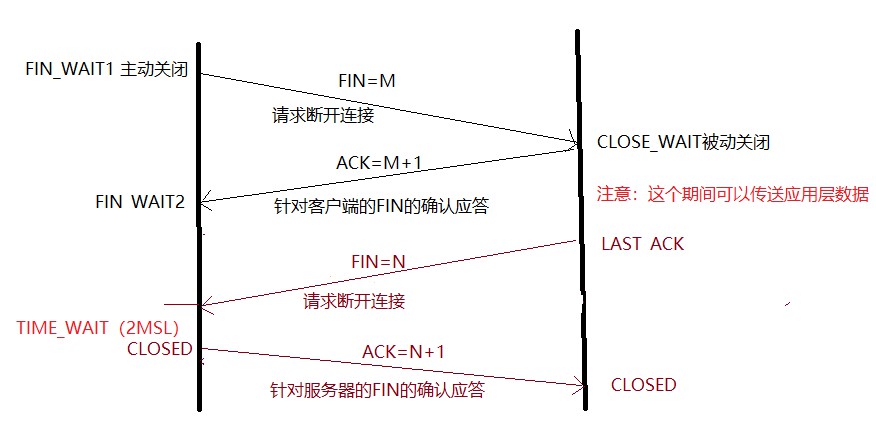 FIN_WAIT1 主动关闭
FIN=M
请求断开连接
CLOSE_WAIT被动关闭
ACK=M+1
FIN WAIT2
针对客户端的FIN的确认应答
注意：这个期间可以传送应用层数据
LAST ACK
FIN=N
请求断开连接
TIME_WAIT（2MSL）
CLOSED
ACK=N+1
针对服务器的FIN的确认应答
CLOSED